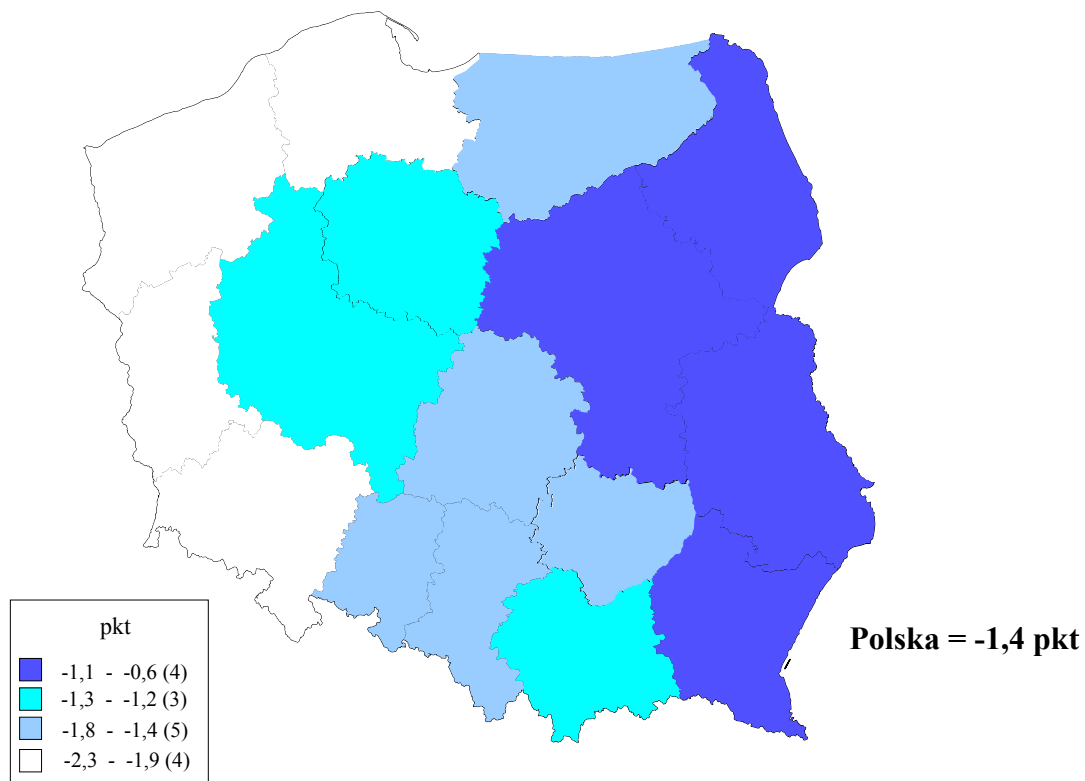 pkt
-1,1 - -0,6 (4)
-1,3 - -1,2 (3)
-1,8 - -1,4 (5)
-2,3 - -1,9 (4)
Polska = -1,4 pkt